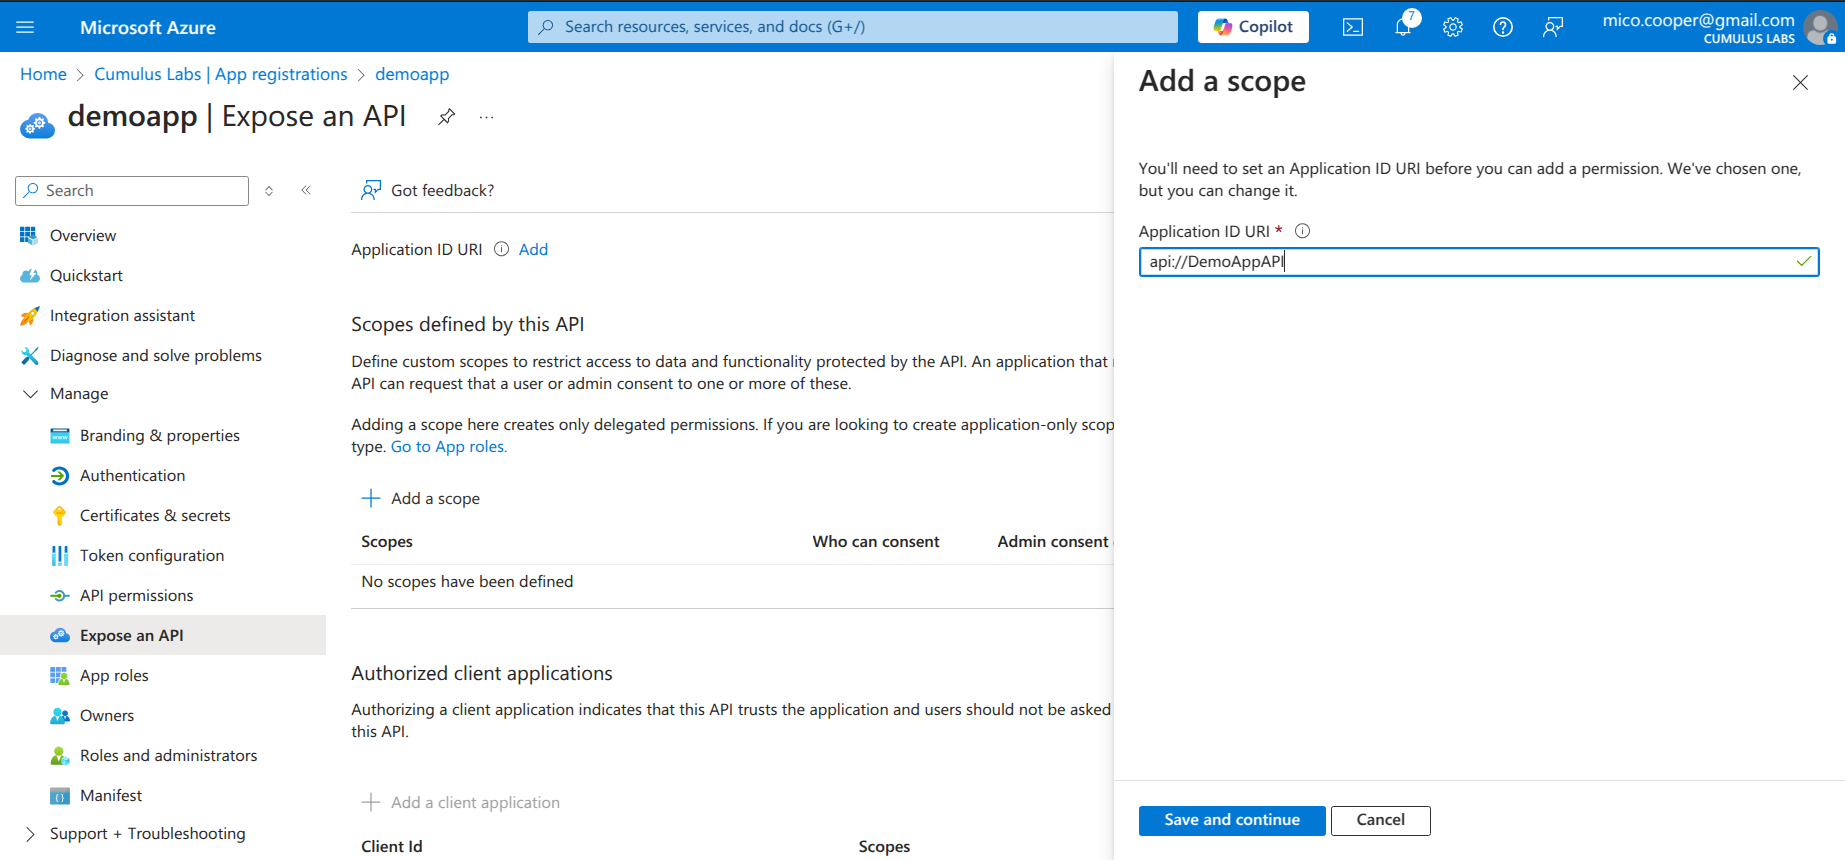 Microsoft Azure
Search resources, services, and docs (G+/)
Copilot
7
mico.cooper@gmail.com
CUMULUS LABS
Home > Cumulus Labs | App registrations > demoapp
demoapp | Expose an API
...
Search
Overview
Quickstart
Integration assistant
Diagnose and solve problems
Manage
Branding & properties
Authentication
Certificates & secrets
Token configuration
API permissions
Expose an API
App roles
Owners
Roles and administrators
Manifest
Support + Troubleshooting
Got feedback?
Application ID URI Add
Scopes defined by this API
Define custom scopes to restrict access to data and functionality protected by the API. An application that
API can request that a user or admin consent to one or more of these.
Adding a scope here creates only delegated permissions. If you are looking to create application-only scop
type. Go to App roles.
Add a scope
Scopes Who can consent Admin consent
No scopes have been defined
Authorized client applications
Authorizing a client application indicates that this API trusts the application and users should not be asked
this API.
Add a client application
Client Id Scopes
Add a scope
You'll need to set an Application ID URI before you can add a permission. We've chosen one,
but you can change it.
Application ID URI *
api://DemoAppAPI
Save and continue
Cancel